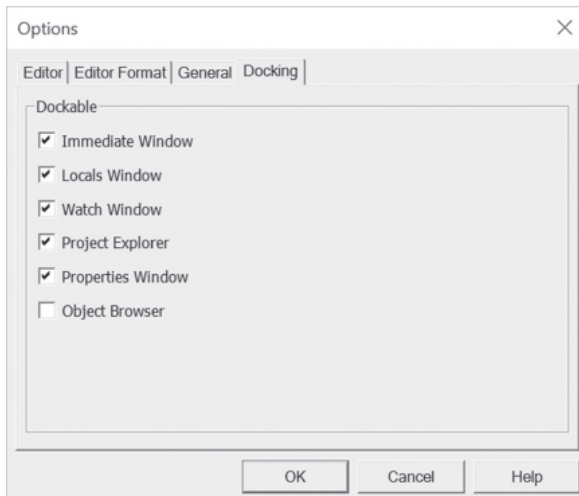 Options
Editor Editor Format General Docking
Dockable
Immediate Window
Locals Window
Watch Window
Project Explorer
Properties Window
Object Browser
OK Cancel Help